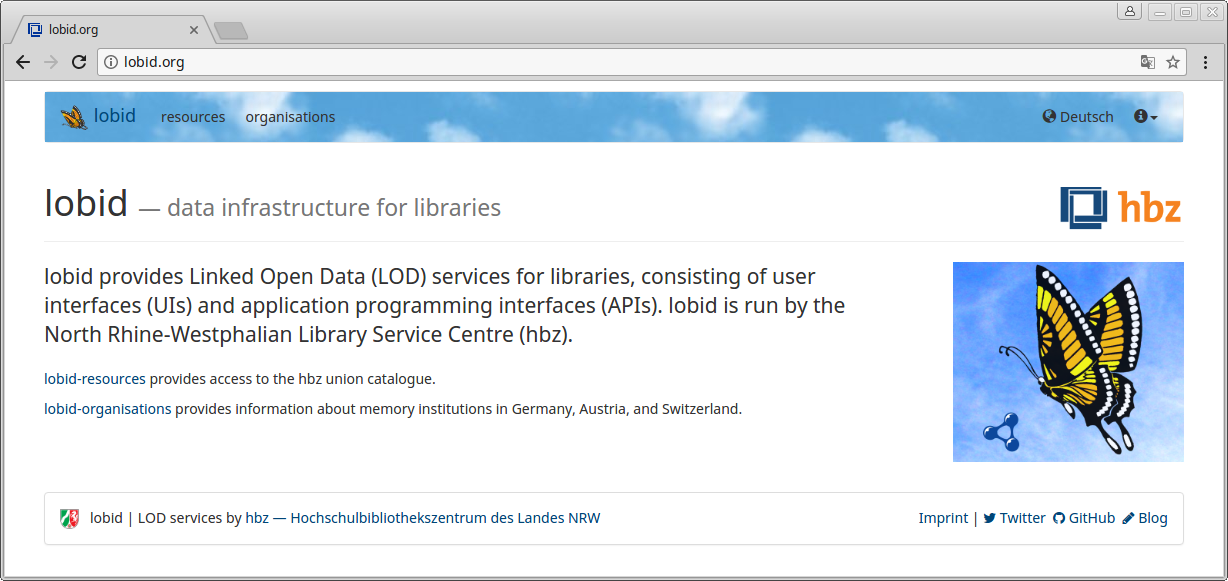 lobid.org
lobid.org
lobid resources organisations Deutsch
lobid — data infrastructure for libraries
hbz
lobid provides Linked Open Data (LOD) services for libraries, consisting of user
interfaces (UIs) and application programming interfaces (APIs). lobid is run by the
North Rhine-Westphalian Library Service Centre (hbz).
lobid-resources provides access to the hbz union catalogue.
lobid-organisations provides information about memory institutions in Germany, Austria, and Switzerland.
lobid | LOD services by hbz — Hochschulbibliothekszentrum des Landes NRW
Imprint | Twitter GitHub Blog